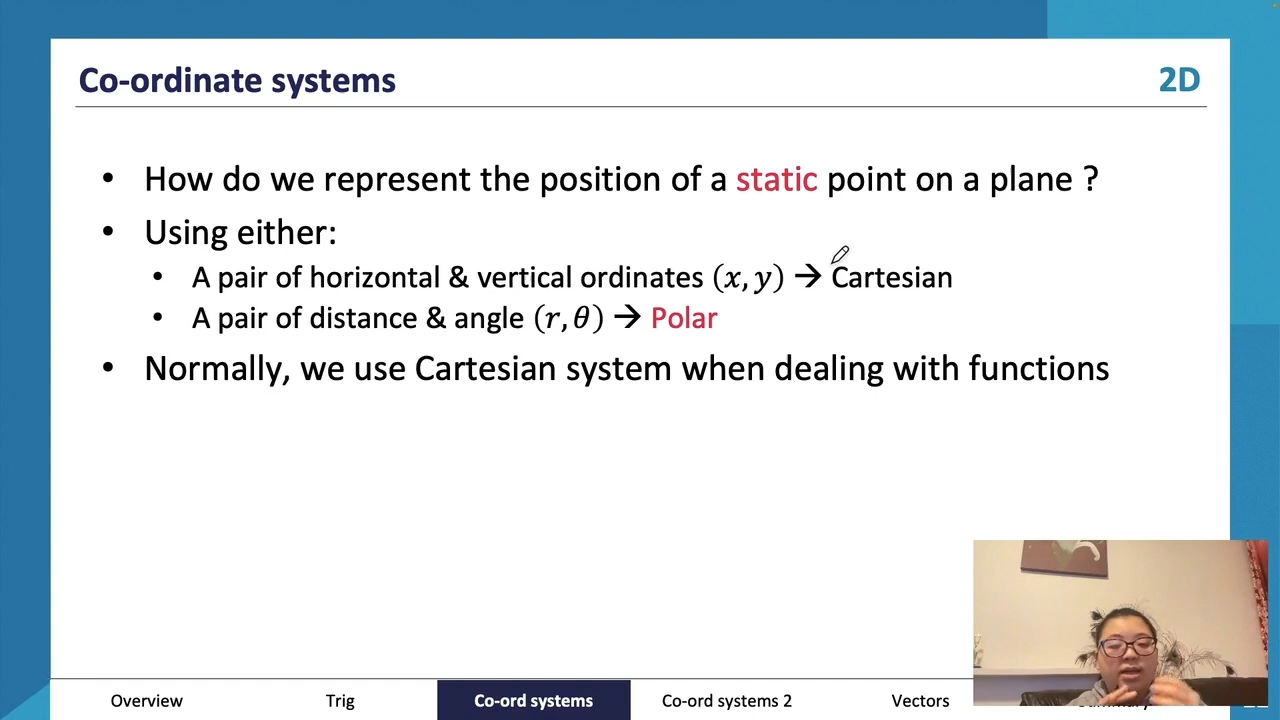 Co-ordinate systems 2D
• How do we represent the position of a static point on a plane ?
• Using either:
• A pair of horizontal & vertical ordinates (x, y) → Cartesian
• A pair of distance & angle (r, θ) → Polar
• Normally, we use Cartesian system when dealing with functions
Overview Trig Co-ord systems Co-ord systems 2 Vectors Summary